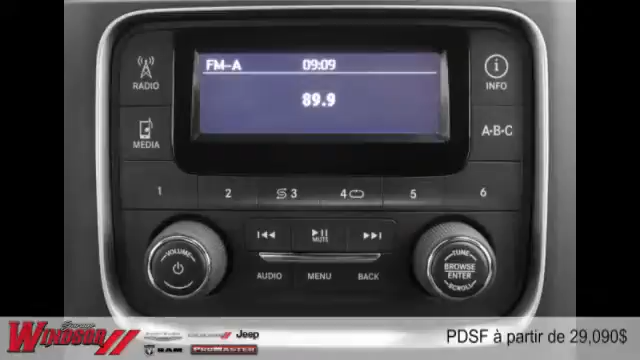 FM-A 09:09
89.9
RADIO
MEDIA
INFO
A-B-C
1 2 3 4 5 6
MUTE
VOLUME
AUDIO MENU BACK
TUNE
BROWSE
ENTER
SCROLL
WINDSOR
Jeep
RAM PROMASTER
PDSF à partir de 29,090$